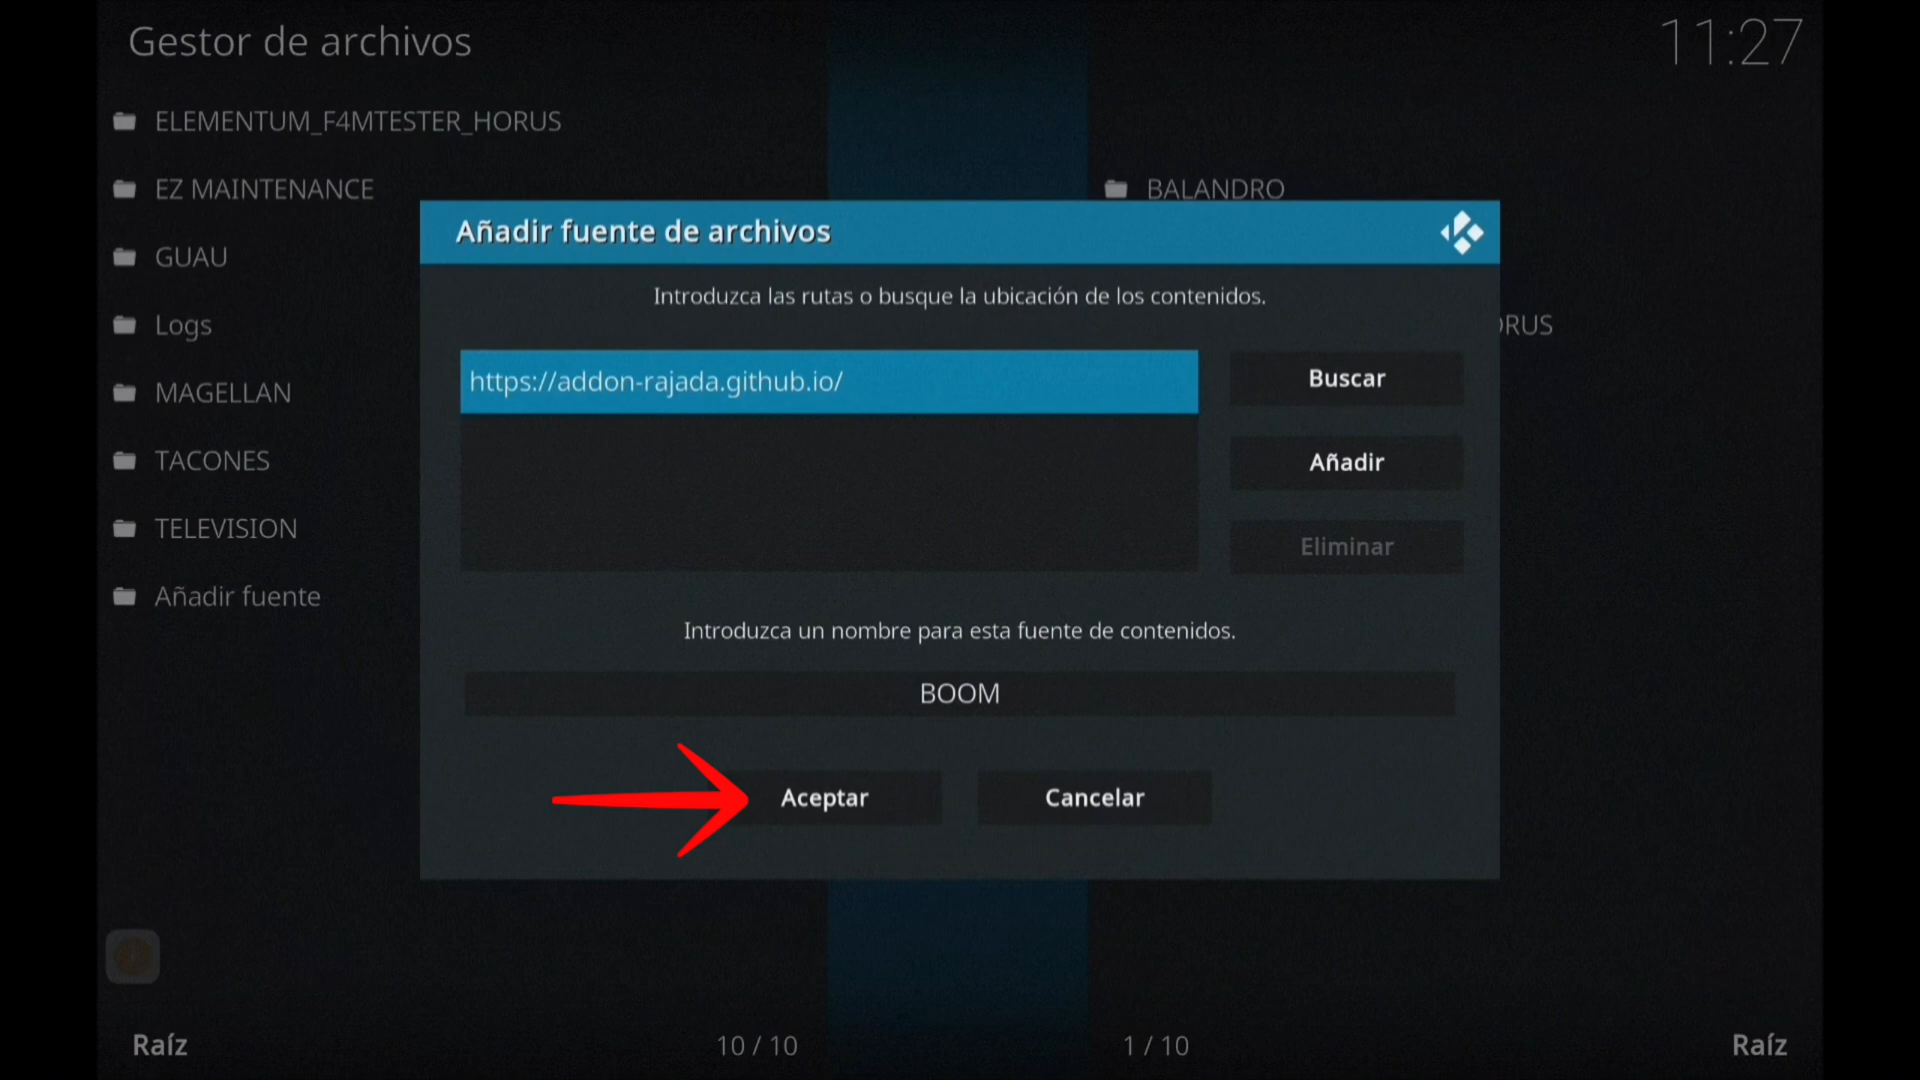 Gestor de archivos
11:27
ELEMENTUM_F4MTESTER_HORUS
EZ MAINTENANCE
BALANDRO
GUAU
Logs
ORUS
MAGELLAN
TACONES
TELEVISION
Añadir fuente
Añadir fuente de archivos
Introduzca las rutas o busque la ubicación de los contenidos.
https://addon-rajada.github.io/
Buscar
Añadir
Eliminar
Introduzca un nombre para esta fuente de contenidos.
BOOM
Aceptar
Cancelar
Raíz
10 / 10
1 / 10
Raíz